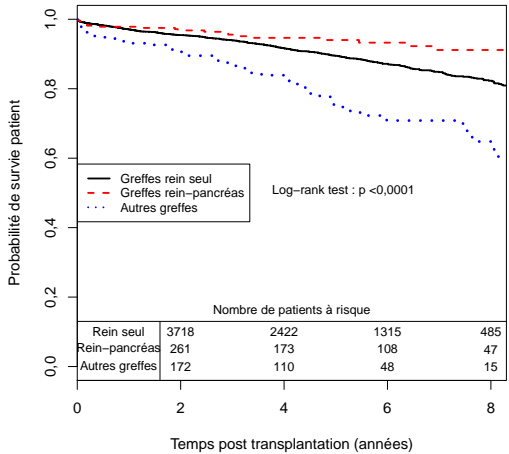 Probabilité de survie patient
1,0
0,8
0,6
0,4
0,2
0,0
Greffes rein seul
Greffes rein−pancréas
Autres greffes
Log−rank test : p <0,0001
Nombre de patients à risque
Rein seul 3718 2422 1315 485
Rein−pancréas 261 173 108 47
Autres greffes 172 110 48 15
0 2 4 6 8
Temps post transplantation (années)